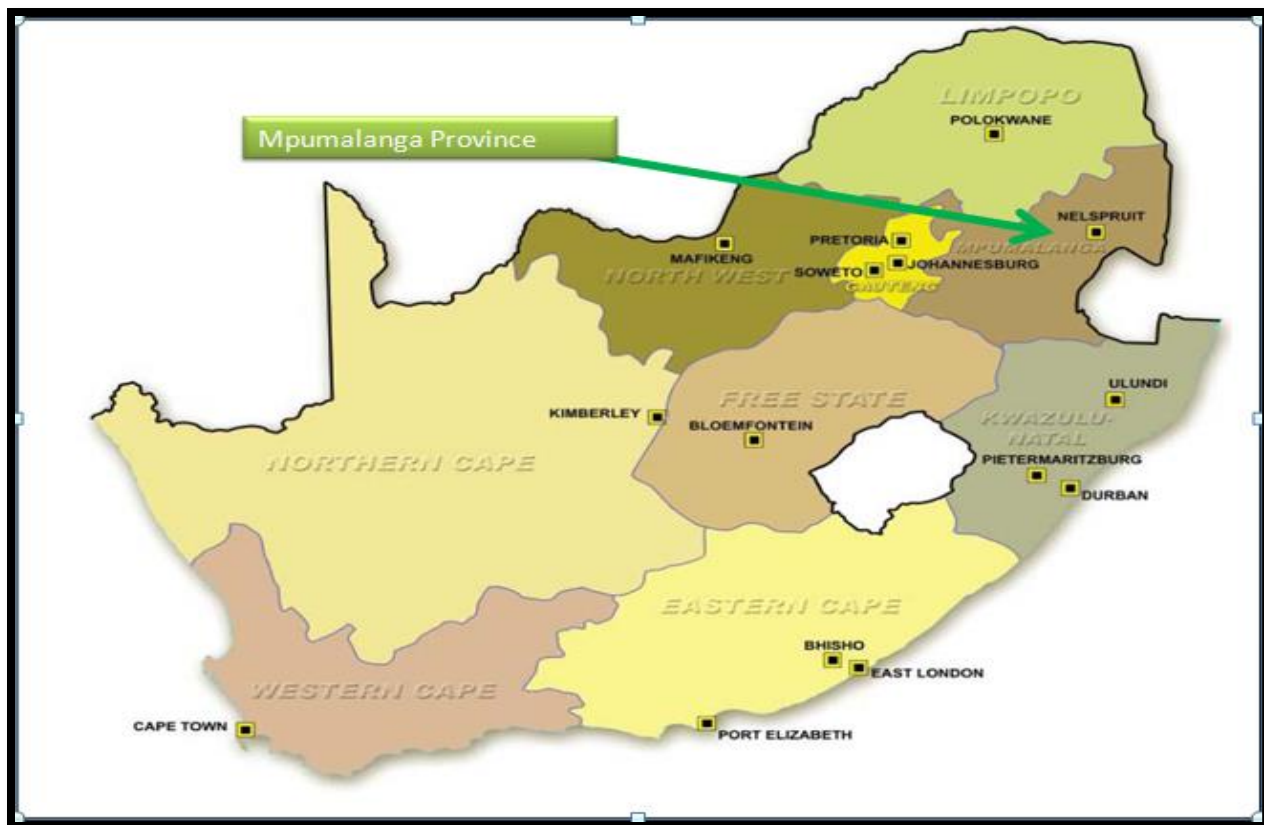 LIMPOPO
POLOKWANE
Mpumalanga Province
NELSPRUIT
MPUMALANGA
PRETORIA
MAFIKENG
NORTH WEST
SOWETO
JOHANNESBURG
GAUTENG
ULUNDI
FREE STATE
KIMBERLEY
BLOEMFONTEIN
KWAZULU-
NATAL
PIETERMARITZBURG
DURBAN
NORTHERN CAPE
EASTERN CAPE
BHISHO
EAST LONDON
WESTERN CAPE
CAPE TOWN
PORT ELIZABETH